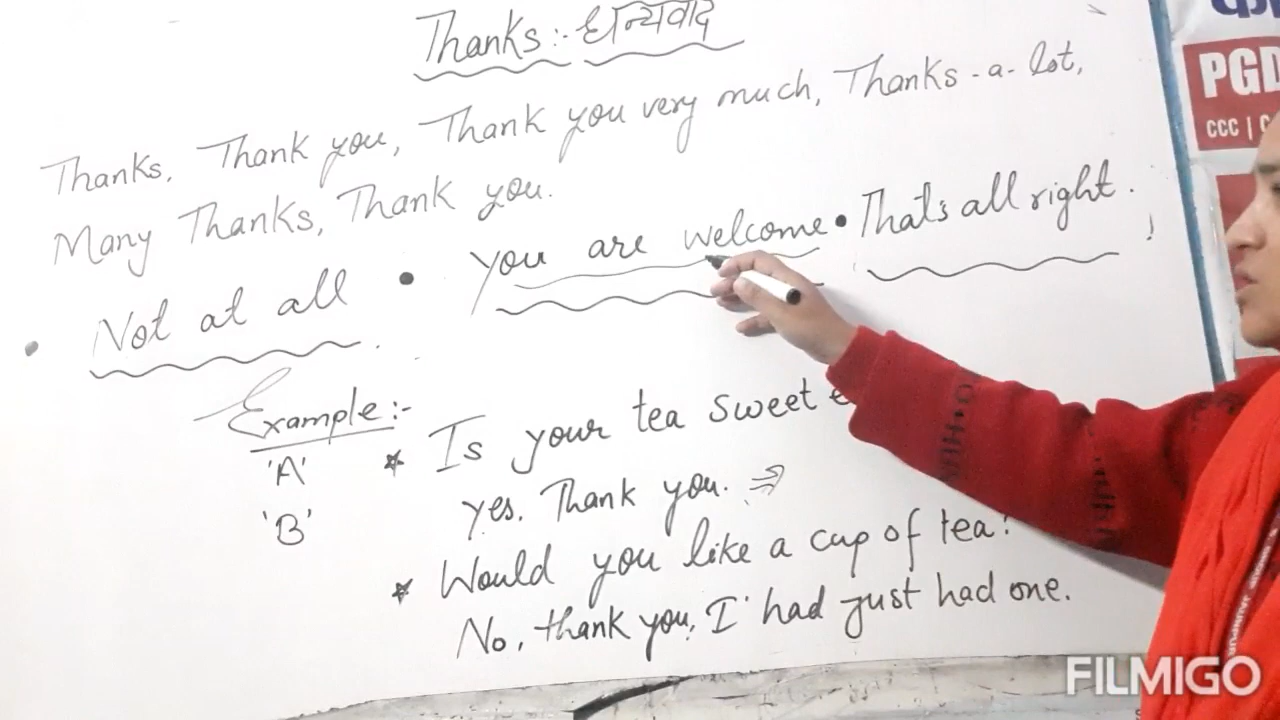 Thanks :- धन्यवाद
Thanks. Thank you, Thank you very much, Thanks-a-lot,
Many Thanks, Thank you.
• Not at all • You are welcome • That's all right.
Example:-
'A' * Is your tea sweet
'B' Yes. Thank you. ⇒
* Would you like a cup of tea?
No, thank you, I' had just had one.
PGD
CCC |
JAUNPUR
FILMIGO